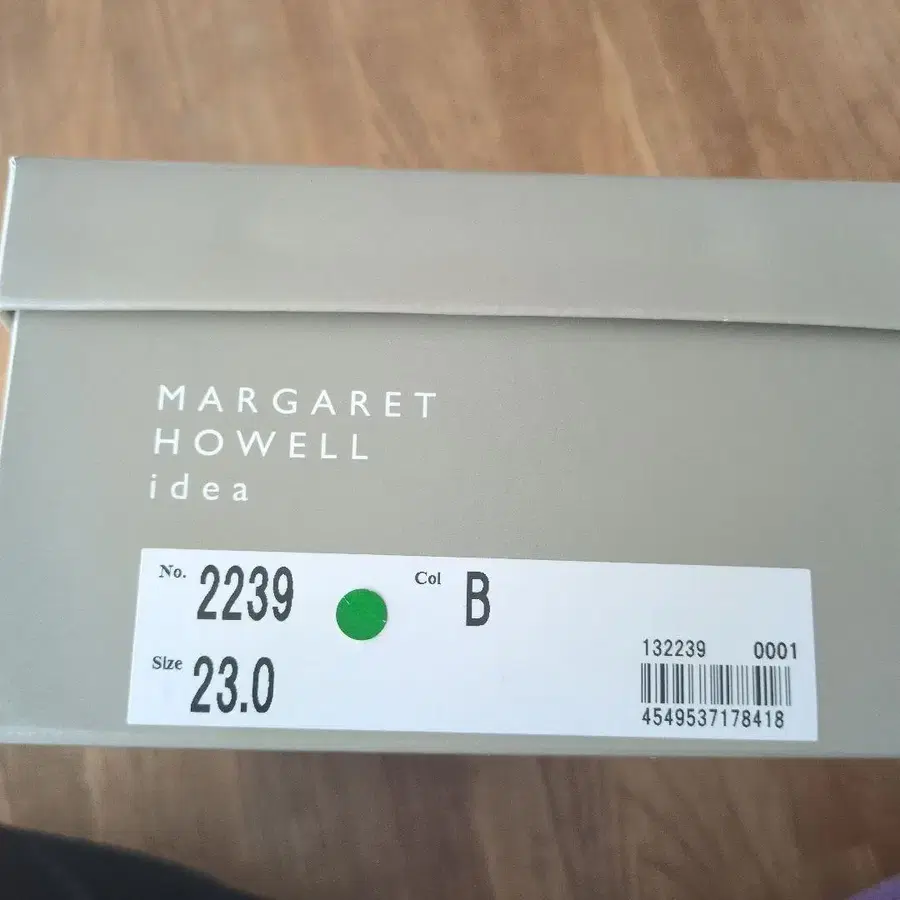 MARGARET
HOWELL
idea
No. 2239 Col B
Size 23.0
132239 0001
4549537178418